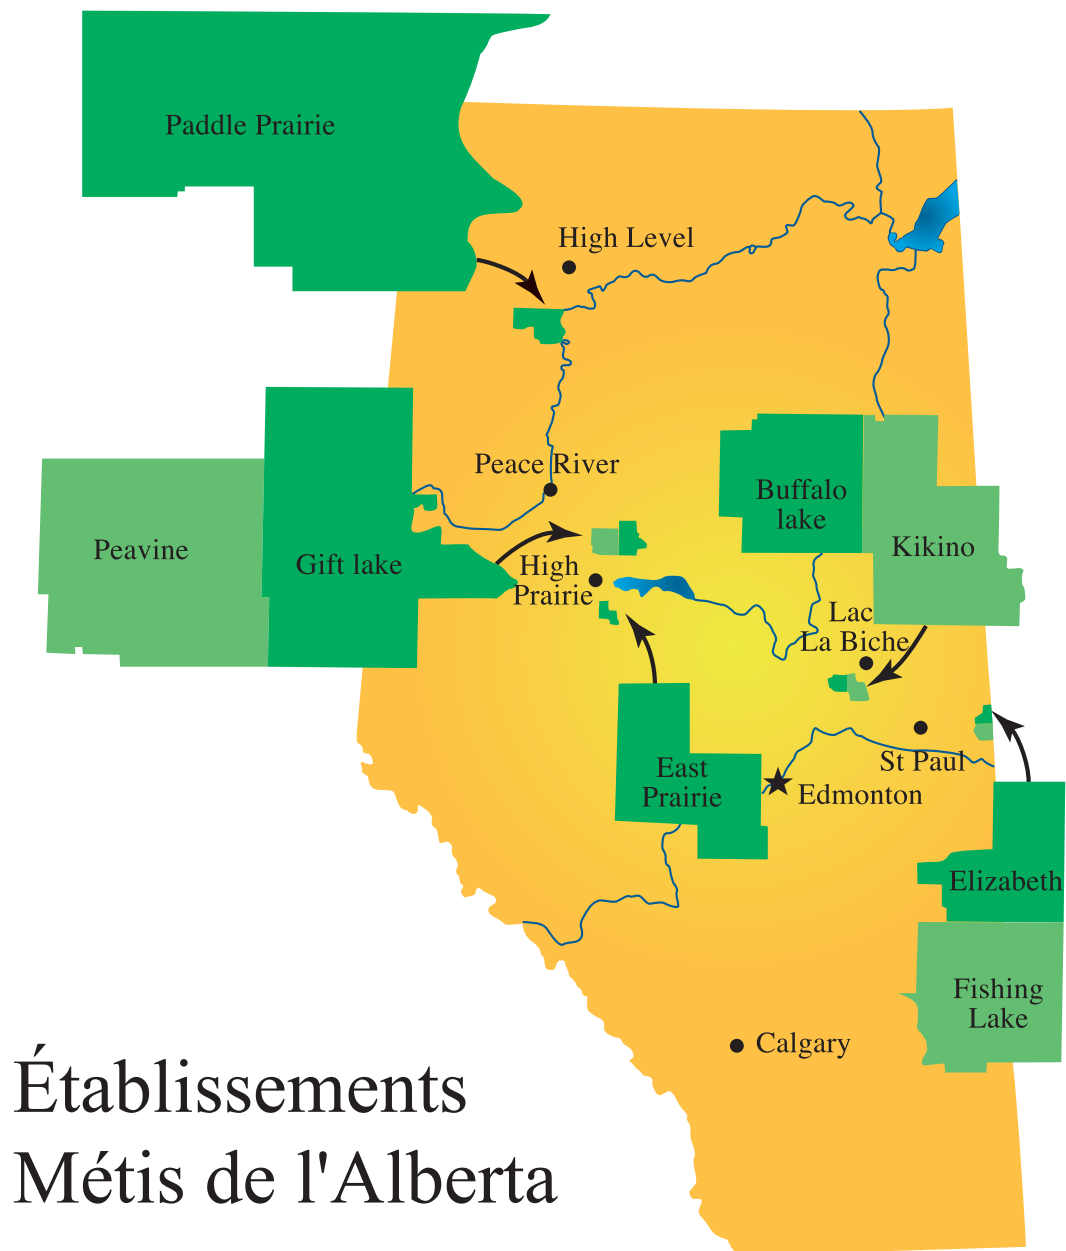 Paddle Prairie
High Level
Peace River
Buffalo
lake
Kikino
Peavine
Gift lake
High
Prairie
Lac
La Biche
St Paul
East
Prairie
Edmonton
Elizabeth
Fishing
Lake
Calgary
Établissements
Métis de l'Alberta